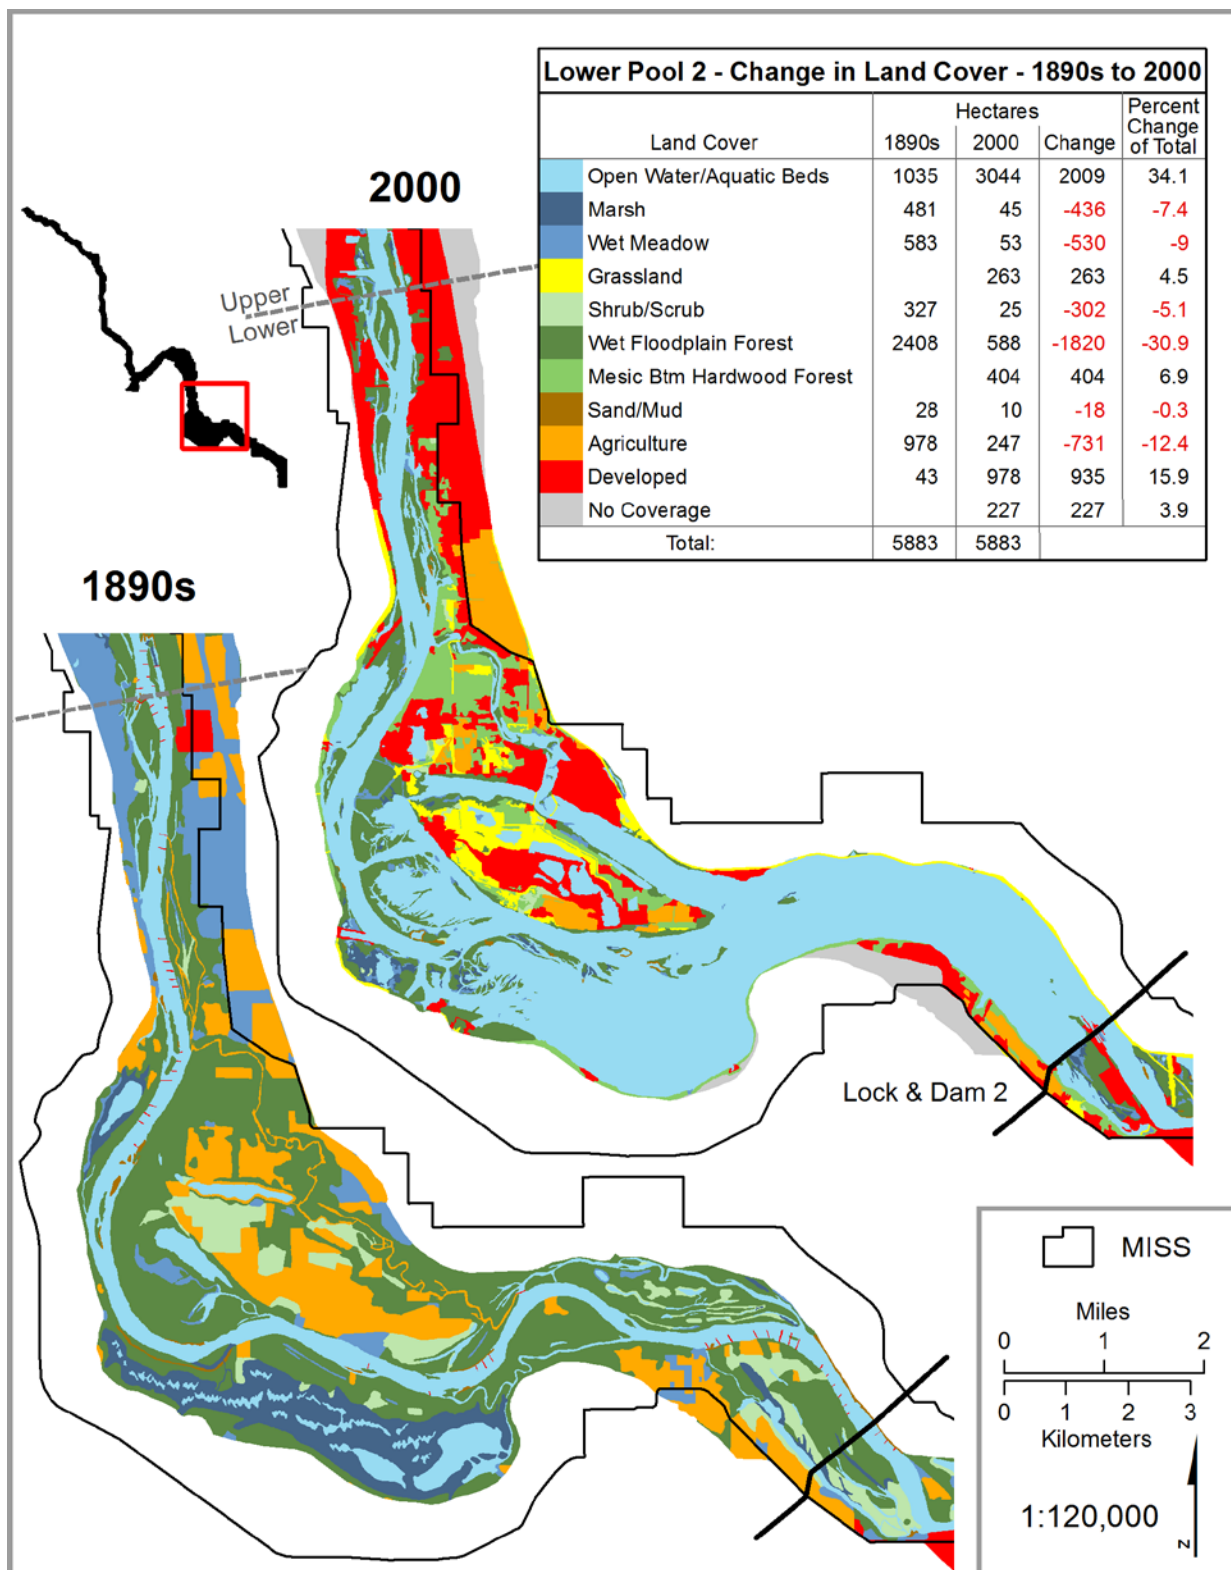 Lower Pool 2 - Change in Land Cover - 1890s to 2000
Land Cover Hectares Percent Change of Total
1890s 2000 Change
Open Water/Aquatic Beds 1035 3044 2009 34.1
Marsh 481 45 -436 -7.4
Wet Meadow 583 53 -530 -9
Grassland 263 263 4.5
Shrub/Scrub 327 25 -302 -5.1
Wet Floodplain Forest 2408 588 -1820 -30.9
Mesic Btm Hardwood Forest 404 404 6.9
Sand/Mud 28 10 -18 -0.3
Agriculture 978 247 -731 -12.4
Developed 43 978 935 15.9
No Coverage 227 227 3.9
Total: 5883 5883
2000
Upper
Lower
1890s
Lock & Dam 2
MISS
Miles
0 1 2
0 1 2 3
Kilometers
1:120,000
N